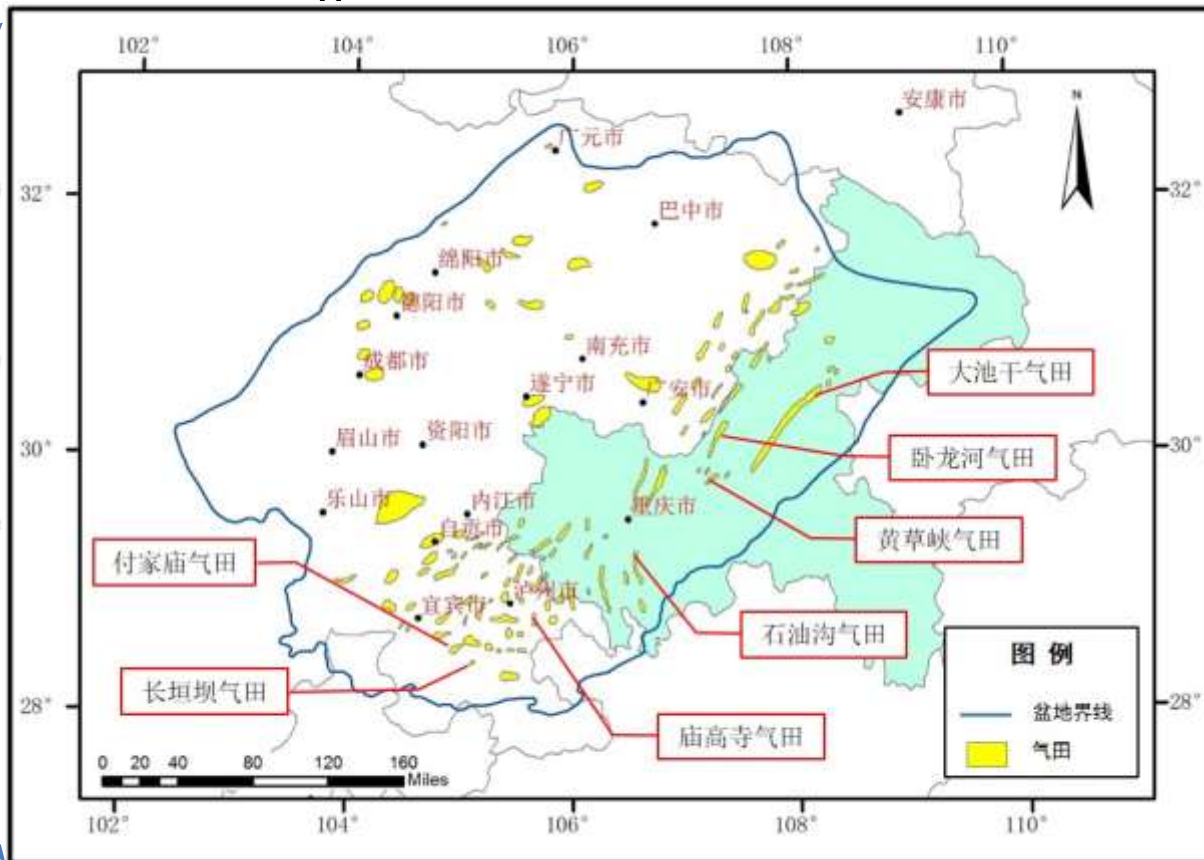 102°
104°
106°
108°
110°
安康市
N
广元市
32°
32°
巴中市
绵阳市
德阳市
南充市
成都市
遂宁市
广安市
大池干气田
30°
30°
眉山市
资阳市
卧龙河气田
乐山市
内江市
重庆市
自贡市
黄草峡气田
付家庙气田
泸州市
宜宾市
石油沟气田
图 例
长垣坝气田
28°
28°
庙高寺气田
盆地界线
气田
0 20 40 80 120 160
Miles
102°
104°
106°
108°
110°